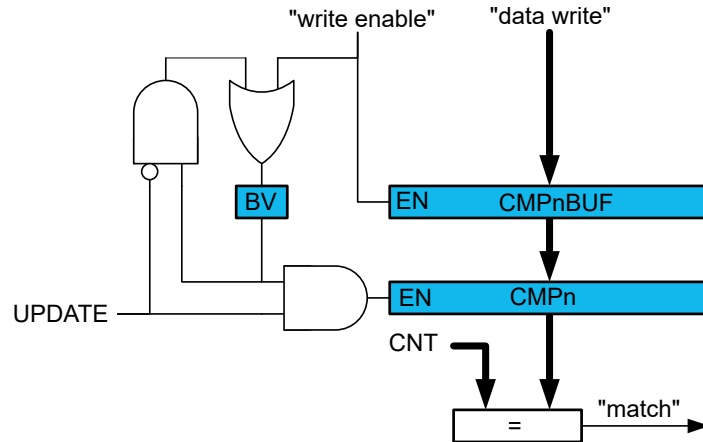 "write enable"
"data write"
BV
EN
CMPnBUF
EN
CMPn
UPDATE
CNT
=
"match"